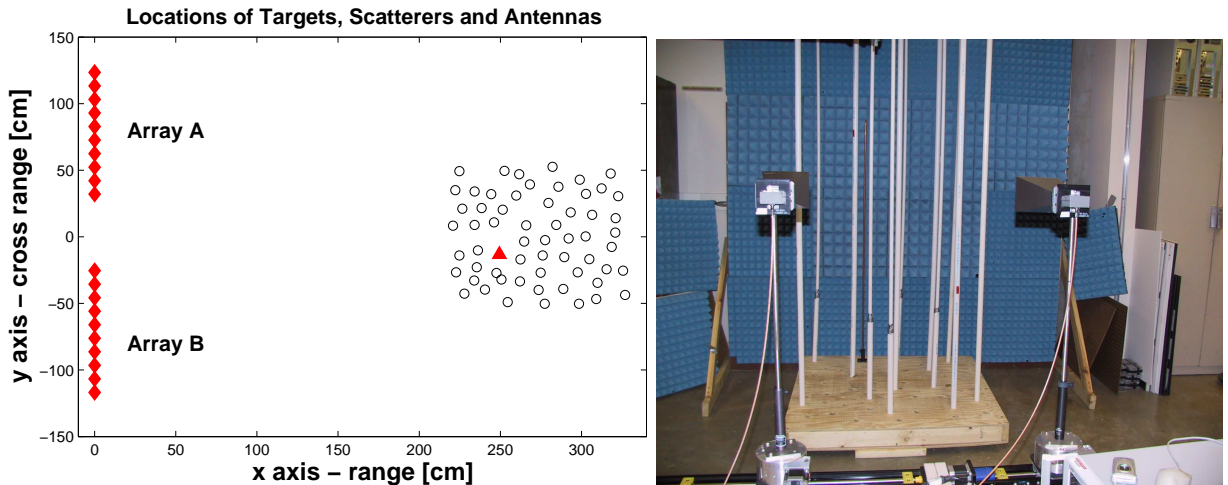 Locations of Targets, Scatterers and Antennas
150
100
50
0
−50
−100
−150
y axis − cross range [cm]
Array A
Array B
0
50
100
150
200
250
300
x axis − range [cm]